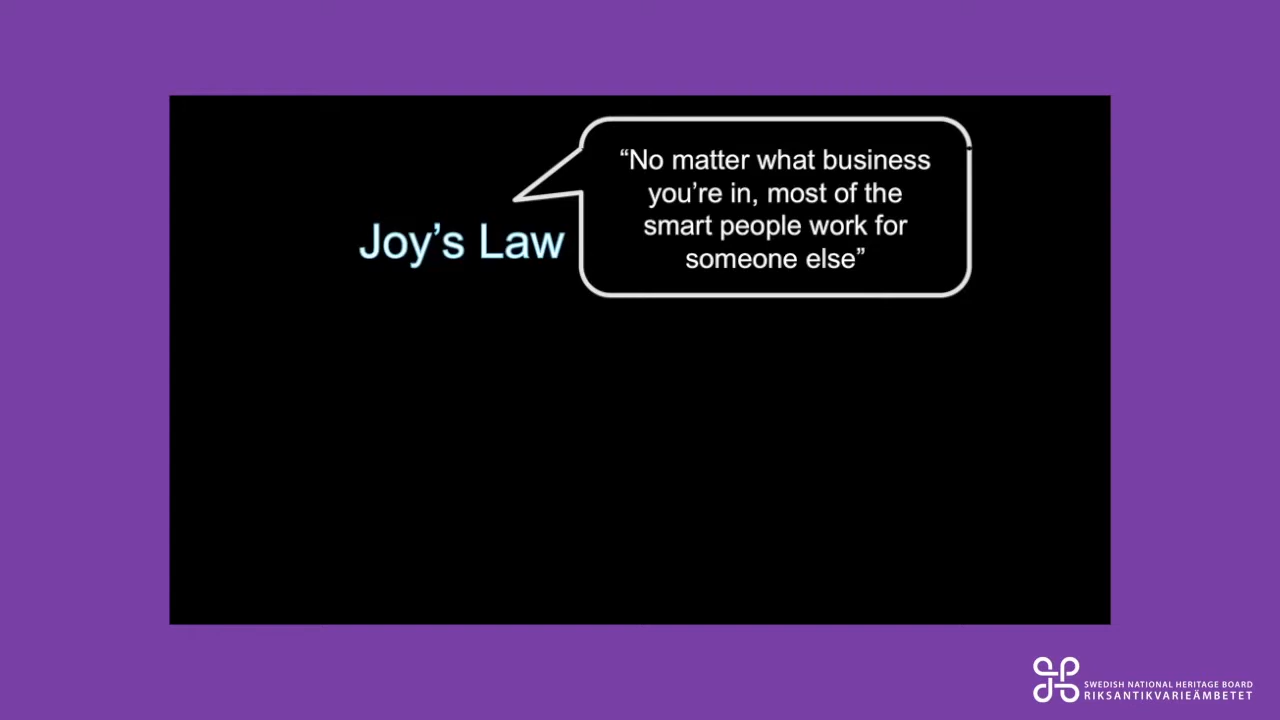 “No matter what business
you’re in, most of the
smart people work for
someone else”
Joy’s Law
SWEDISH NATIONAL HERITAGE BOARD
RIKSANTIKVARIEÄMBETET